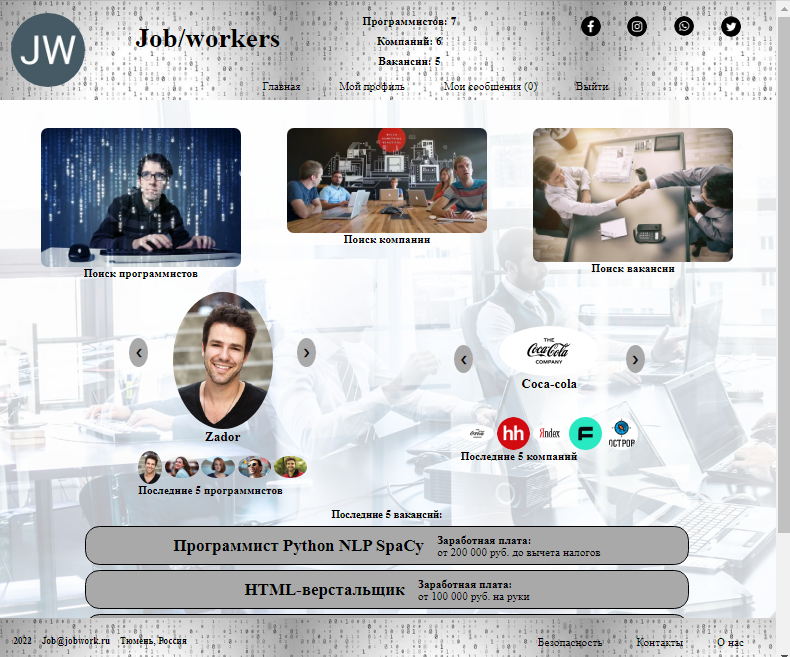 JW
Job/workers
Программистов: 7
Компаний: 6
Вакансии: 5
Главная
Мой профиль
Мои сообщения (0)
Выйти
Поиск программистов
Поиск компании
Поиск вакансии
THE
Coca-Cola
COMPANY
Coca-cola
Zador
hh
Яndex
F
ОСТРОР
Последние 5 компаний
Последние 5 программистов
Последние 5 вакансий:
Программист Python NLP SpaCy
Заработная плата:
от 200 000 руб. до вычета налогов
HTML-верстальщик
Заработная плата:
от 100 000 руб. на руки
2022 Job@jobwork.ru Тюмень, Россия
Безопасность
Контакты
О нас